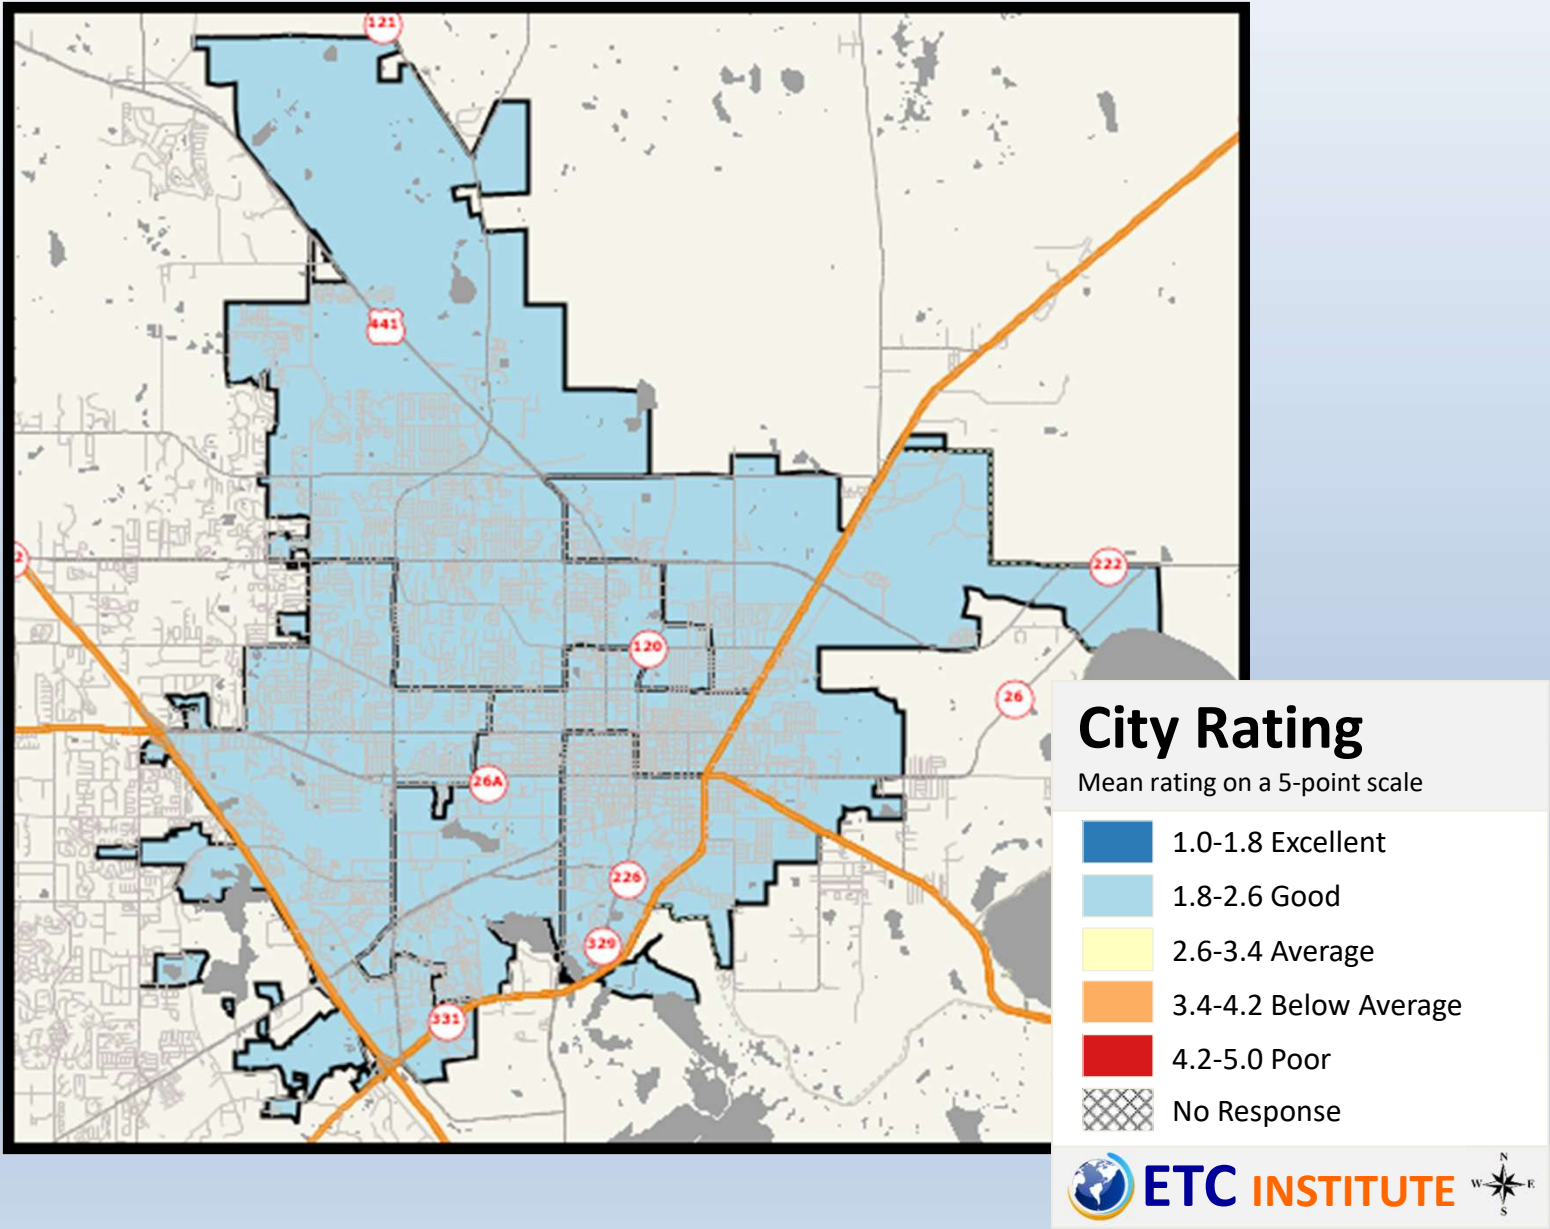 121
441
2
222
120
26
26A
226
329
331
City Rating
Mean rating on a 5-point scale
1.0-1.8 Excellent
1.8-2.6 Good
2.6-3.4 Average
3.4-4.2 Below Average
4.2-5.0 Poor
No Response
ETC INSTITUTE
N
W E
S